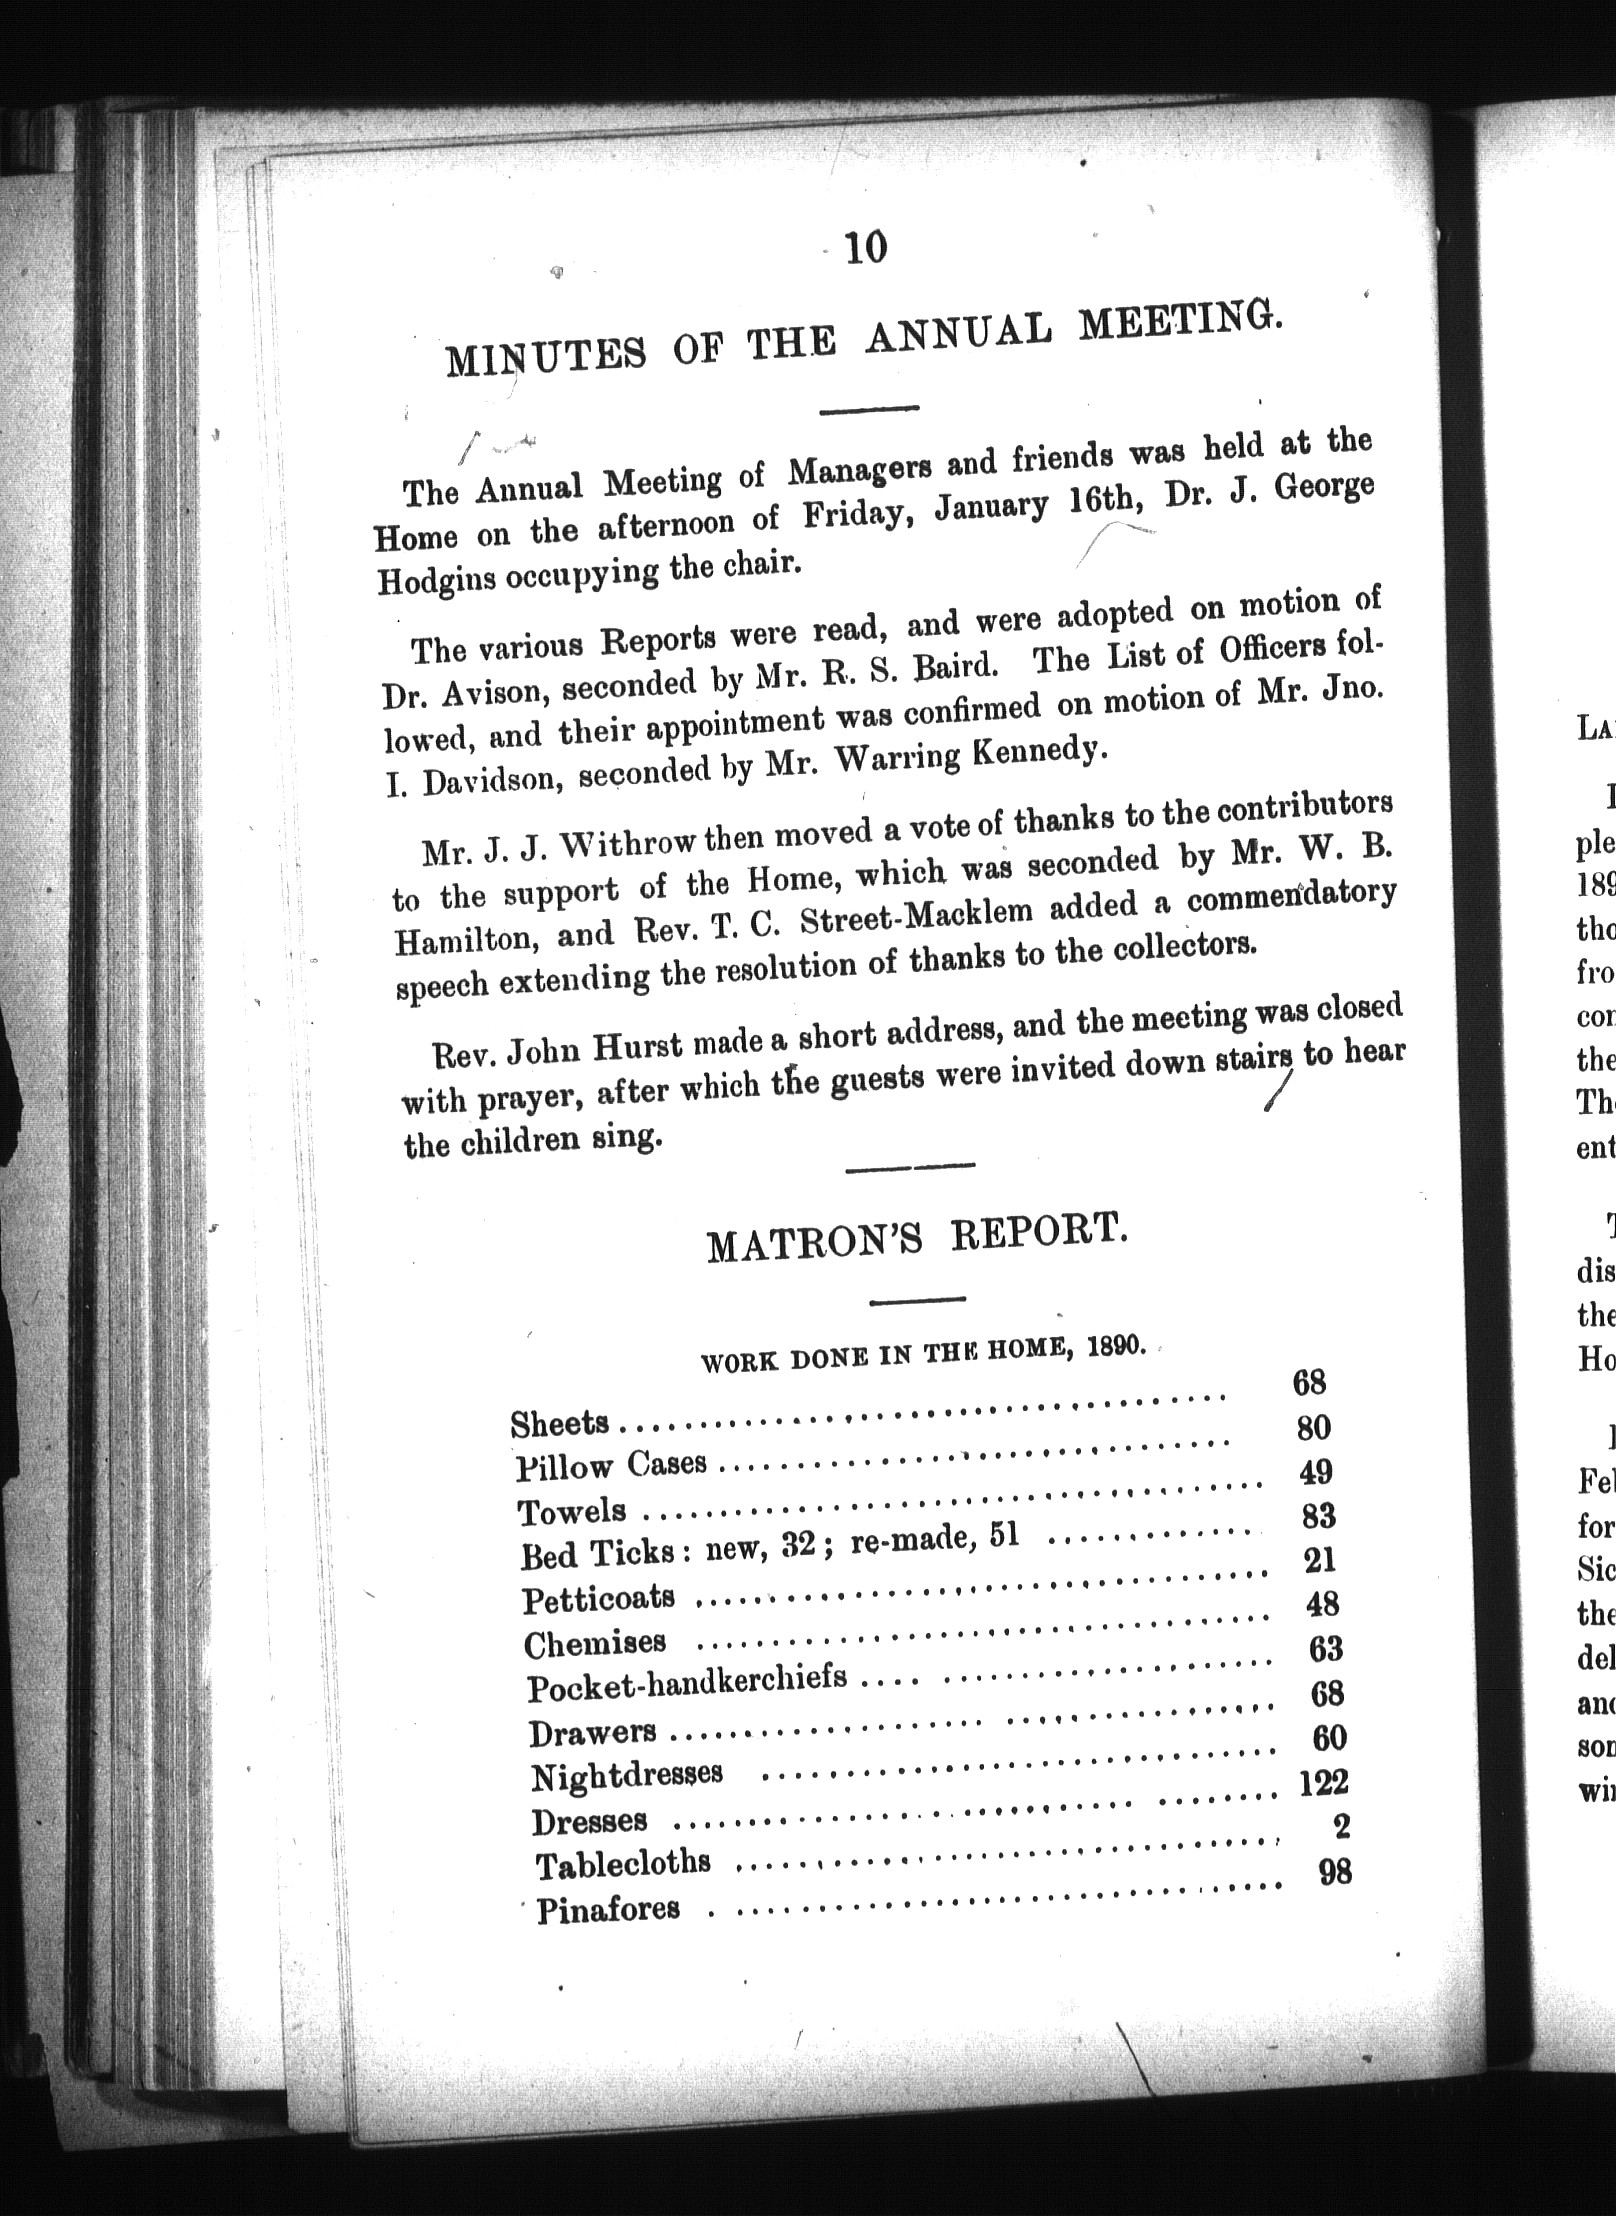 10
MINUTES OF THE ANNUAL MEETING.
The Annual Meeting of Managers and friends was held at the
Home on the afternoon of Friday, January 16th, Dr. J. George
Hodgins occupying the chair.
The various Reports were read, and were adopted on motion of
Dr. Avison, seconded by Mr. R. S. Baird. The List of Officers fol-
lowed, and their appointment was confirmed on motion of Mr. Jno.
I. Davidson, seconded by Mr. Warring Kennedy.
Mr. J. J. Withrow then moved a vote of thanks to the contributors
to the support of the Home, which was seconded by Mr. W. B.
Hamilton, and Rev. T. C. Street-Macklem added a commendatory
speech extending the resolution of thanks to the collectors.
Rev. John Hurst made a short address, and the meeting was closed
with prayer, after which the guests were invited down stairs to hear
the children sing.
MATRON'S REPORT.
WORK DONE IN THE HOME, 1890.
Sheets 68
Pillow Cases 80
Towels 49
Bed Ticks: new, 32; re-made, 51 83
Petticoats 21
Chemises 48
Pocket-handkerchiefs 63
Drawers 68
Nightdresses 60
Dresses 122
Tablecloths 2
Pinafores 98